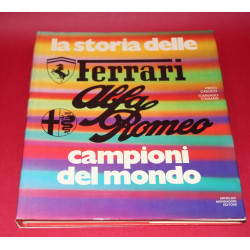 la storia delle
Ferrari
Alfa
Romeo
campioni
del mondo